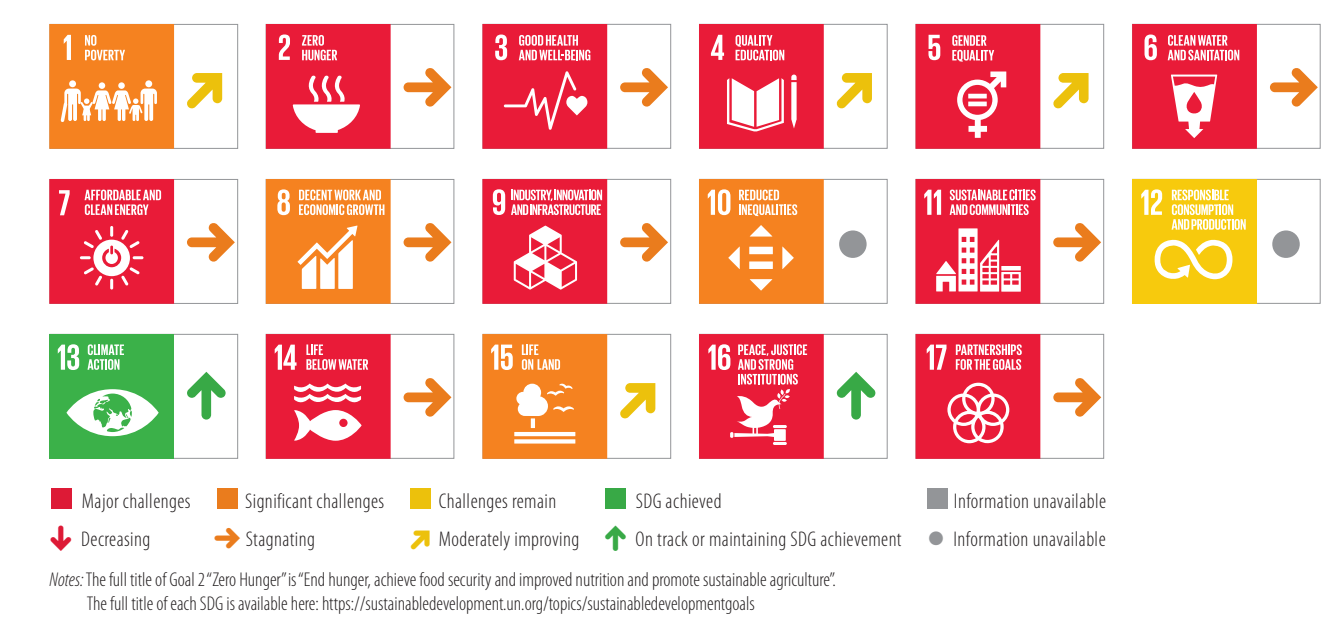 1 NO POVERTY
2 ZERO HUNGER
3 GOOD HEALTH AND WELL-BEING
4 QUALITY EDUCATION
5 GENDER EQUALITY
6 CLEAN WATER AND SANITATION
7 AFFORDABLE AND CLEAN ENERGY
8 DECENT WORK AND ECONOMIC GROWTH
9 INDUSTRY, INNOVATION AND INFRASTRUCTURE
10 REDUCED INEQUALITIES
11 SUSTAINABLE CITIES AND COMMUNITIES
12 RESPONSIBLE CONSUMPTION AND PRODUCTION
13 CLIMATE ACTION
14 LIFE BELOW WATER
15 LIFE ON LAND
16 PEACE, JUSTICE AND STRONG INSTITUTIONS
17 PARTNERSHIPS FOR THE GOALS
Major challenges Significant challenges Challenges remain SDG achieved Information unavailable
Decreasing Stagnating Moderately improving On track or maintaining SDG achievement Information unavailable
Notes: The full title of Goal 2 “Zero Hunger” is “End hunger, achieve food security and improved nutrition and promote sustainable agriculture”.
The full title of each SDG is available here: https://sustainabledevelopment.un.org/topics/sustainabledevelopmentgoals